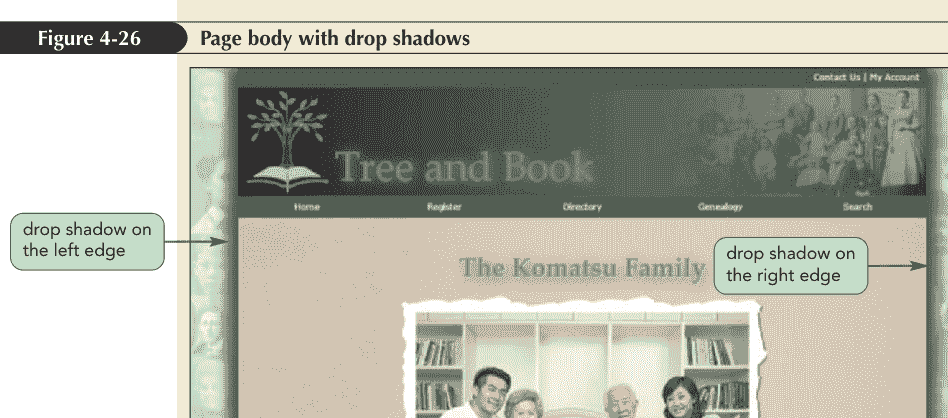 Figure 4-26
Page body with drop shadows
Contact Us | My Account
Tree and Book
Home Register Directory Genealogy Search
drop shadow on
the left edge
The Komatsu Family
drop shadow on
the right edge